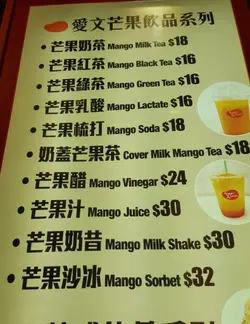 愛文芒果飲品系列
• 芒果奶茶 Mango Milk Tea $18
• 芒果紅茶 Mango Black Tea $16
• 芒果綠茶 Mango Green Tea $16
• 芒果乳酸 Mango Lactate $16
• 芒果梳打 Mango Soda $18
• 奶蓋芒果茶 Cover Milk Mango Tea $18
• 芒果醋 Mango Vinegar $24
• 芒果汁 Mango Juice $30
• 芒果奶昔 Mango Milk Shake $30
• 芒果沙冰 Mango Sorbet $32